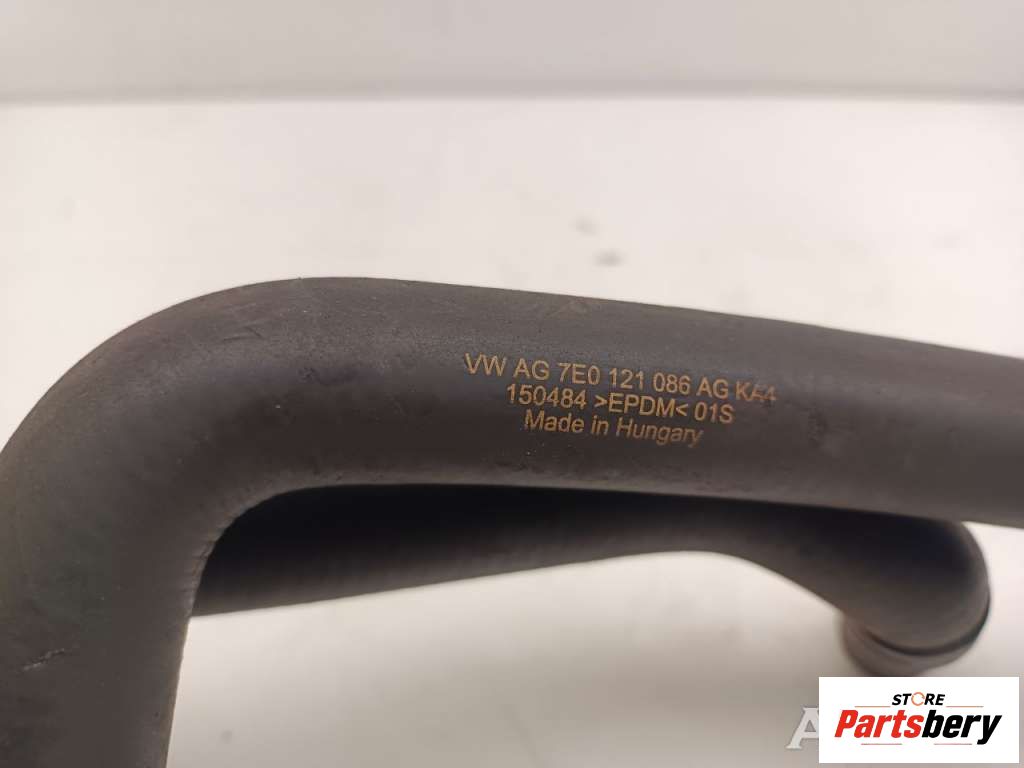 VW AG 7E0 121 086 AG KA4
150484 >EPDM< 01S
Made in Hungary
STORE
Partsbery